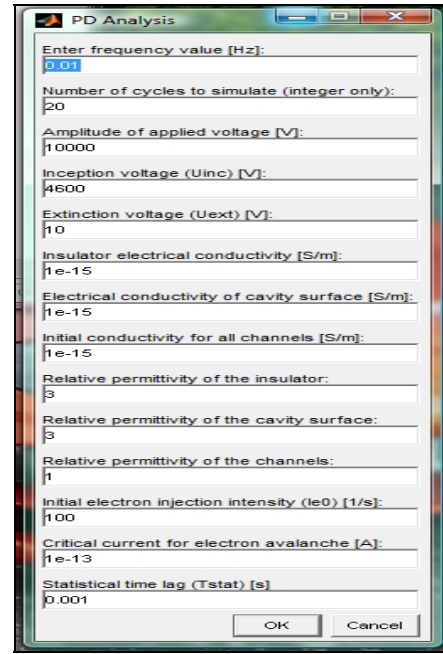 PD Analysis
Enter frequency value [Hz]:
0.01
Number of cycles to simulate (integer only):
20
Amplitude of applied voltage [V]:
10000
Inception voltage (Uinc) [V]:
4600
Extinction voltage (Uext) [V]:
10
Insulator electrical conductivity [S/m]:
1e-15
Electrical conductivity of cavity surface [S/m]:
1e-15
Initial conductivity for all channels [S/m]:
1e-15
Relative permittivity of the insulator:
3
Relative permittivity of the cavity surface:
3
Relative permittivity of the channels:
1
Initial electron injection intensity (Ie0) [1/s]:
100
Critical current for electron avalanche [A]:
1e-13
Statistical time lag (Tstat) [s]
0.001
OK Cancel